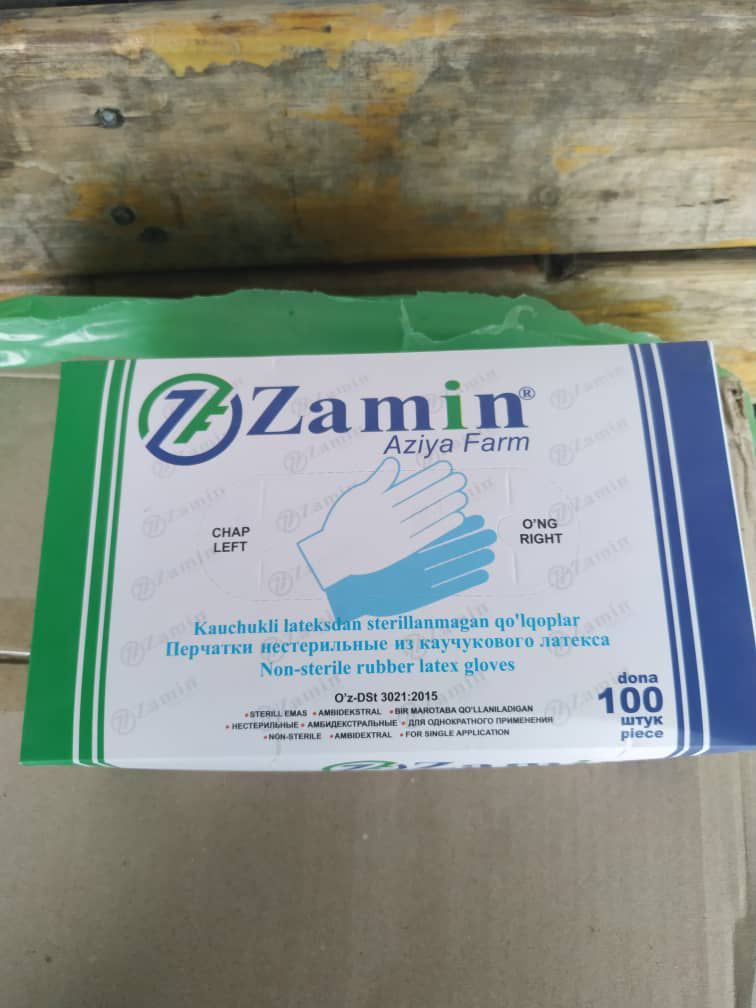 Zamin®
Aziya Farm
CHAP
LEFT
O'NG
RIGHT
Kauchukli lateksdan sterillanmagan qo'lqoplar
Перчатки нестерильные из каучукового латекса
Non-sterile rubber latex gloves
O'z-DSt 3021:2015
•STERILL EMAS •AMBIDEKSTRAL •BIR MAROTABA QO'LLANILADIGAN
•НЕСТЕРИЛЬНЫЕ •АМБИДЕКСТРАЛЬНЫЕ •ДЛЯ ОДНОКРАТНОГО ПРИМЕНЕНИЯ
•NON-STERILE •AMBIDEXTRAL •FOR SINGLE APPLICATION
dona
100
штук
piece
Zamin